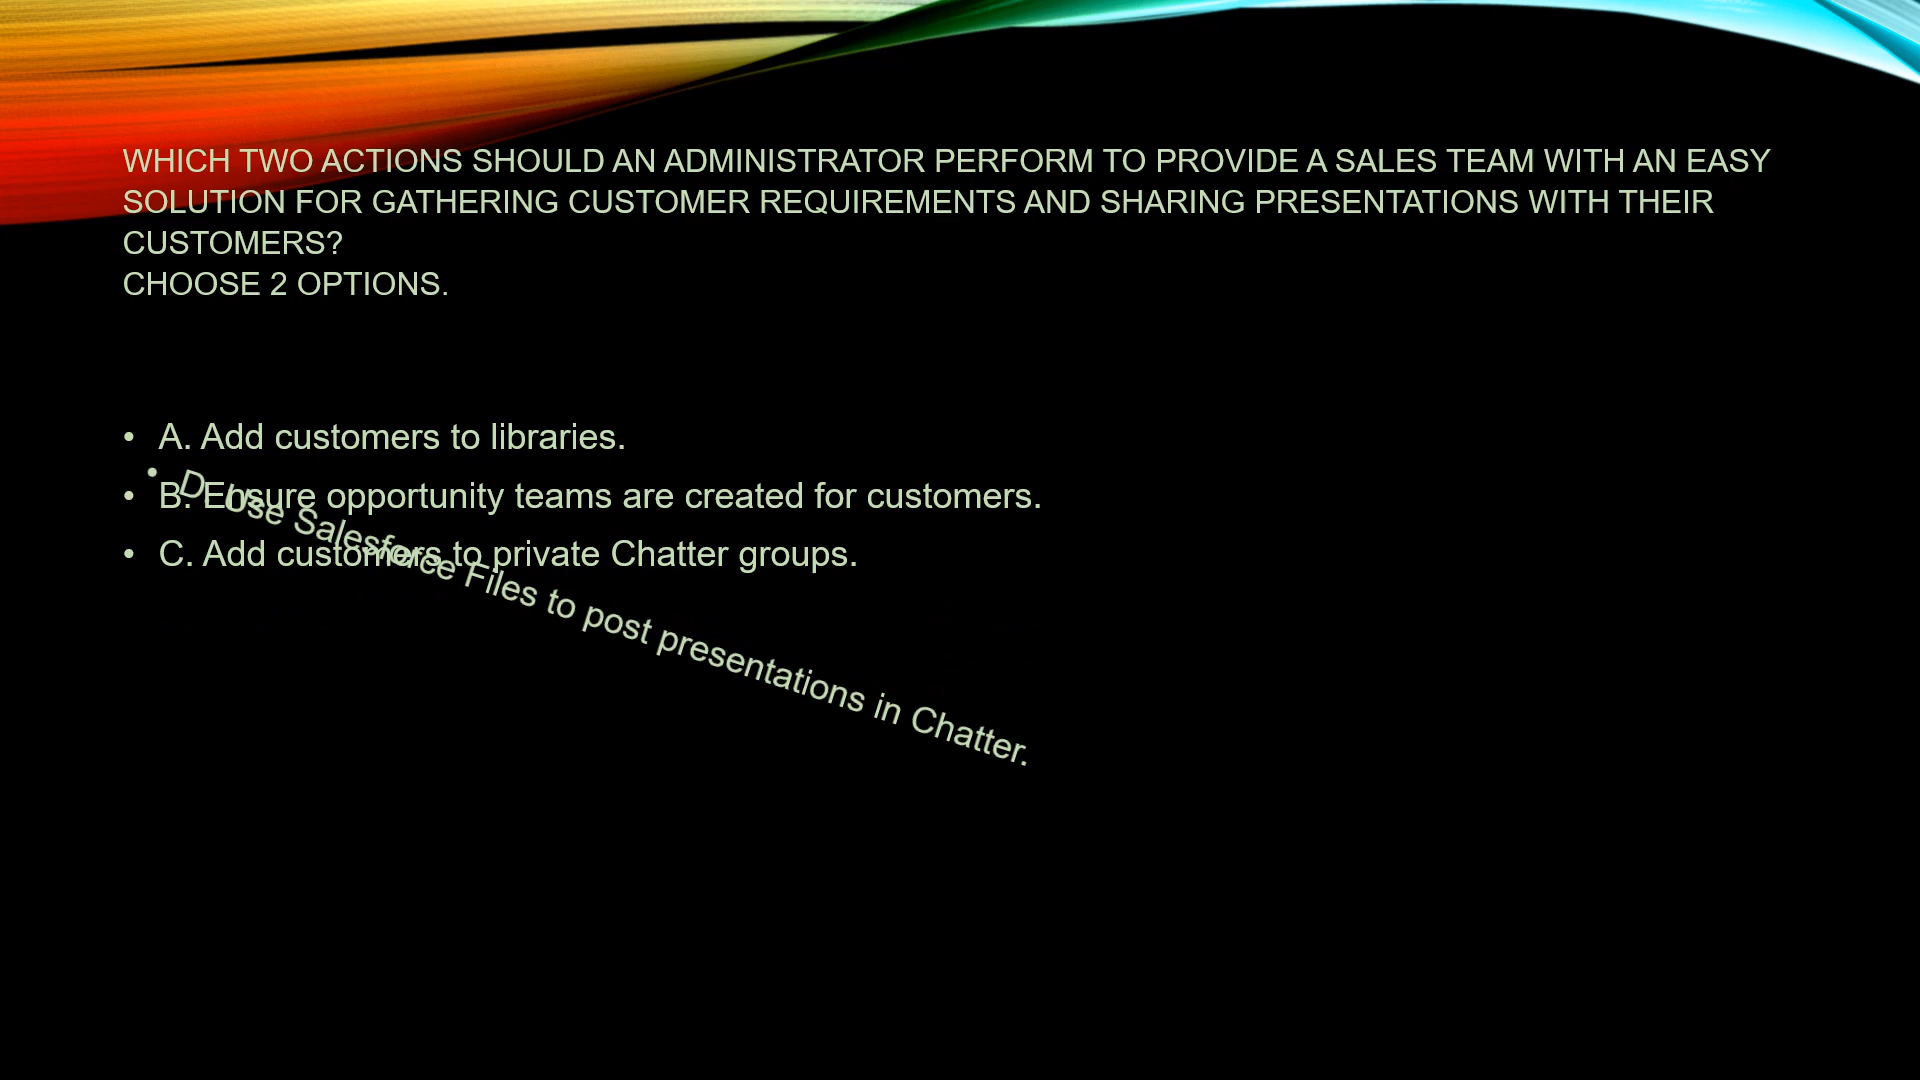 WHICH TWO ACTIONS SHOULD AN ADMINISTRATOR PERFORM TO PROVIDE A SALES TEAM WITH AN EASY
SOLUTION FOR GATHERING CUSTOMER REQUIREMENTS AND SHARING PRESENTATIONS WITH THEIR
CUSTOMERS?
CHOOSE 2 OPTIONS.
• A. Add customers to libraries.
• B. Ensure opportunity teams are created for customers.
• C. Add customers to private Chatter groups.
• D. Use Salesforce Files to post presentations in Chatter.